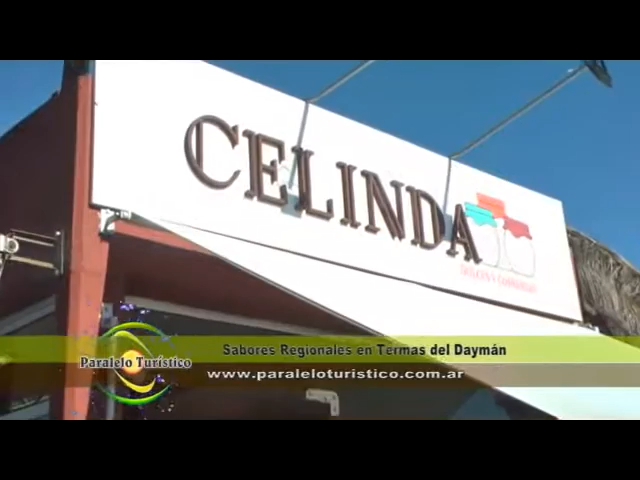 CELINDA
Sabores Regionales en Termas del Daymán
Paralelo Turístico
www.paraleloturistico.com.ar